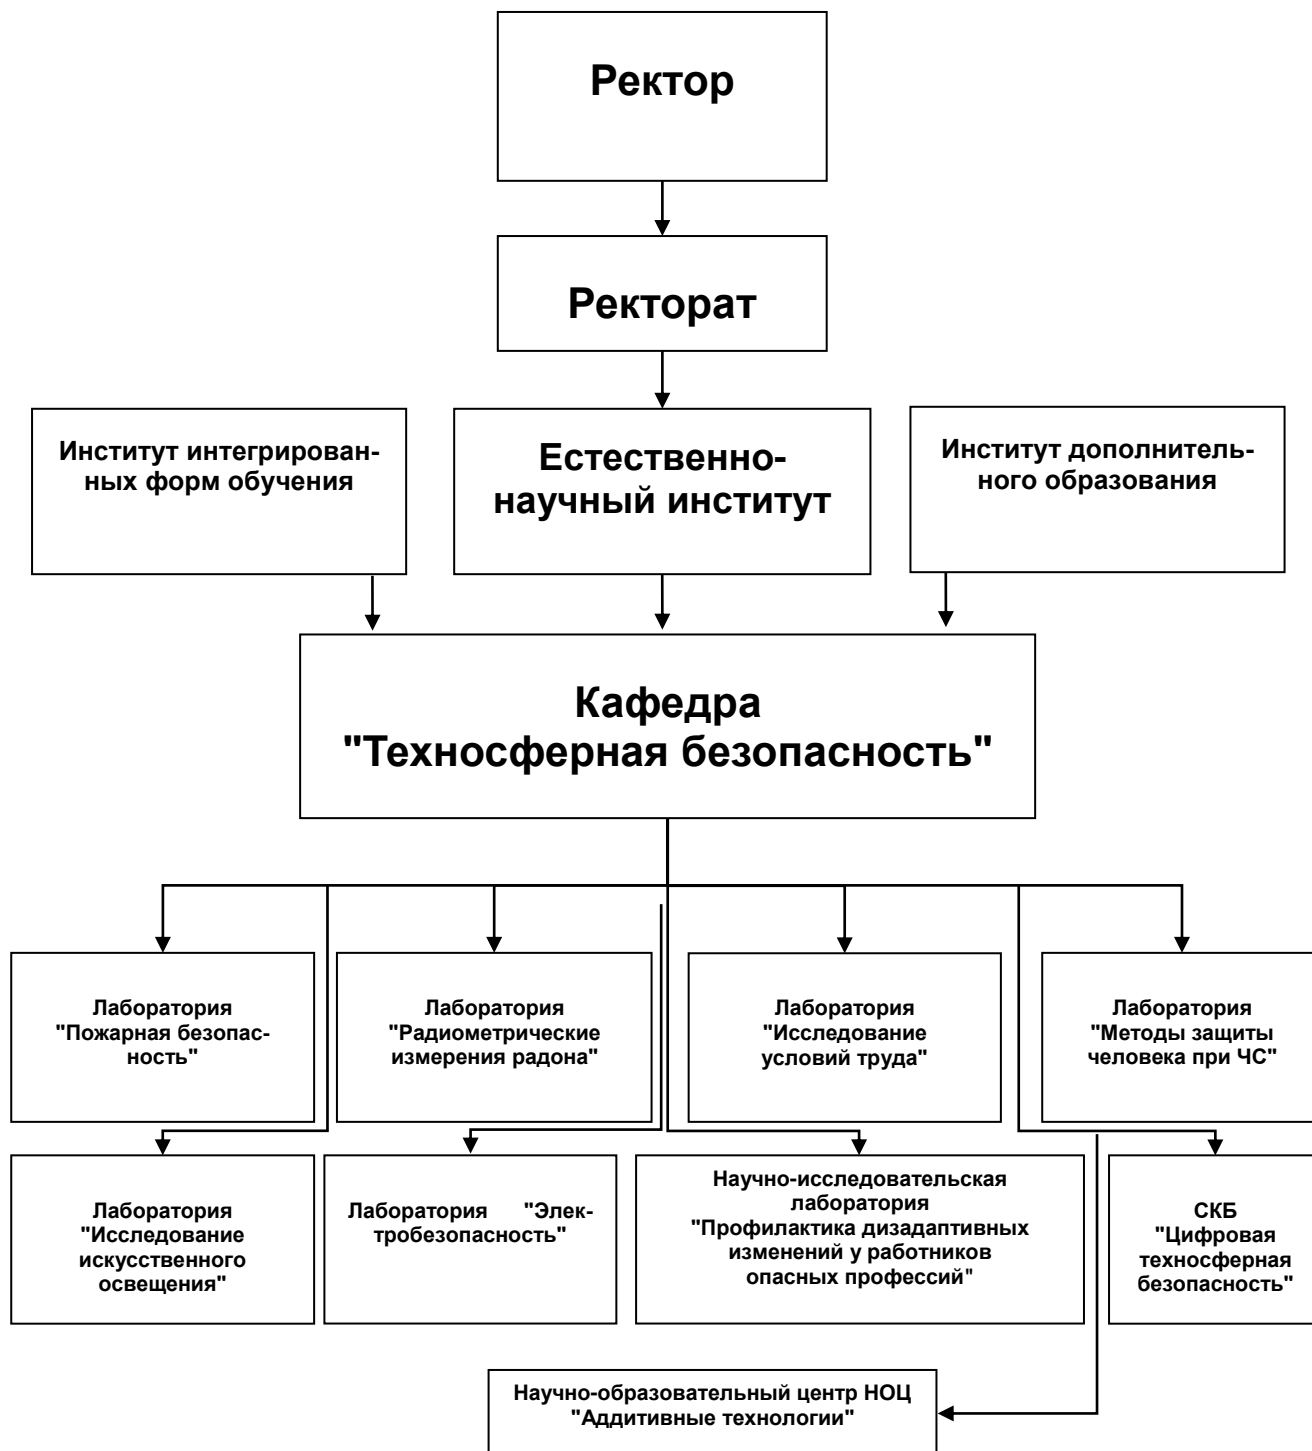 Ректор
Ректорат
Институт интегрирован-
ных форм обучения
Естественно-
научный институт
Институт дополнитель-
ного образования
Кафедра
"Техносферная безопасность"
Лаборатория
"Пожарная безопас-
ность"
Лаборатория
"Радиометрические
измерения радона"
Лаборатория
"Исследование
условий труда"
Лаборатория
"Методы защиты
человека при ЧС"
Лаборатория
"Исследование
искусственного
освещения"
Лаборатория "Элек-
тробезопасность"
Научно-исследовательская
лаборатория
"Профилактика дизадаптивных
изменений у работников
опасных профессий"
СКБ
"Цифровая
техносферная
безопасность"
Научно-образовательный центр НОЦ
"Аддитивные технологии"